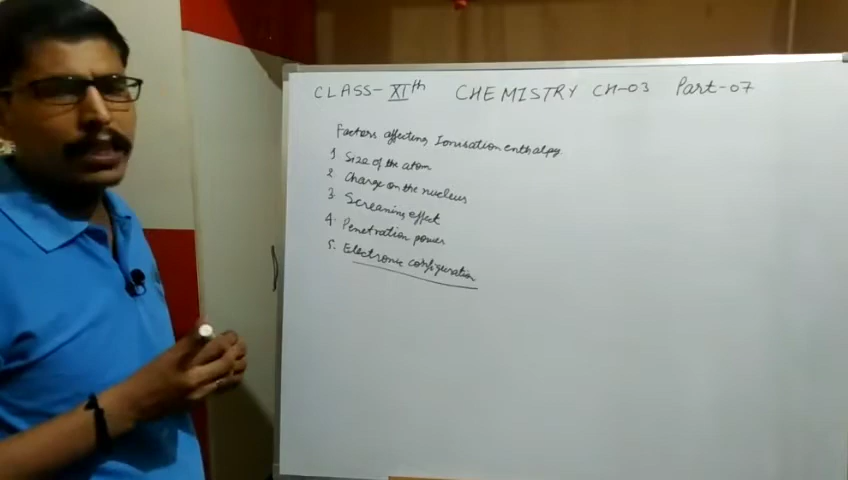 CLASS- XIth CHEMISTRY CH-03 Part-07
Factors affecting Ionisation enthalpy
1 Size of the atom
2. Charge on the nucleus
3. Screening effect
4. Penetration power
5. Electronic configuration